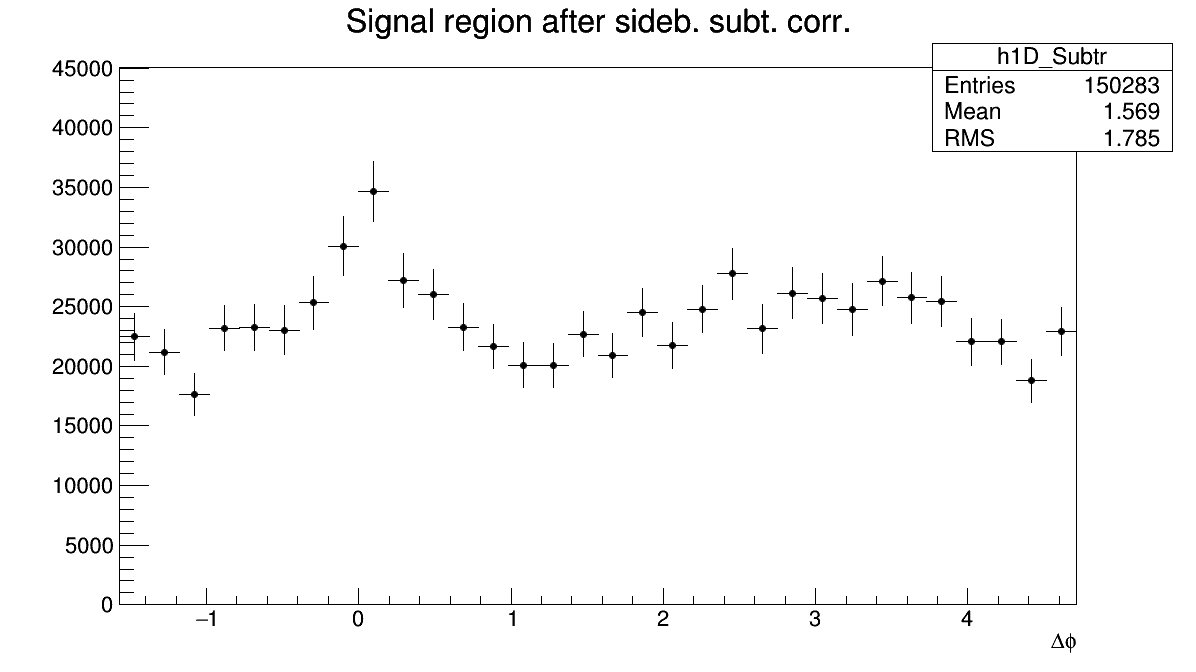 Signal region after sideb. subt. corr.
h1D_Subtr
Entries 150283
Mean 1.569
RMS 1.785
45000
40000
35000
30000
25000
20000
15000
10000
5000
0
−1 0 1 2 3 4
Δϕ